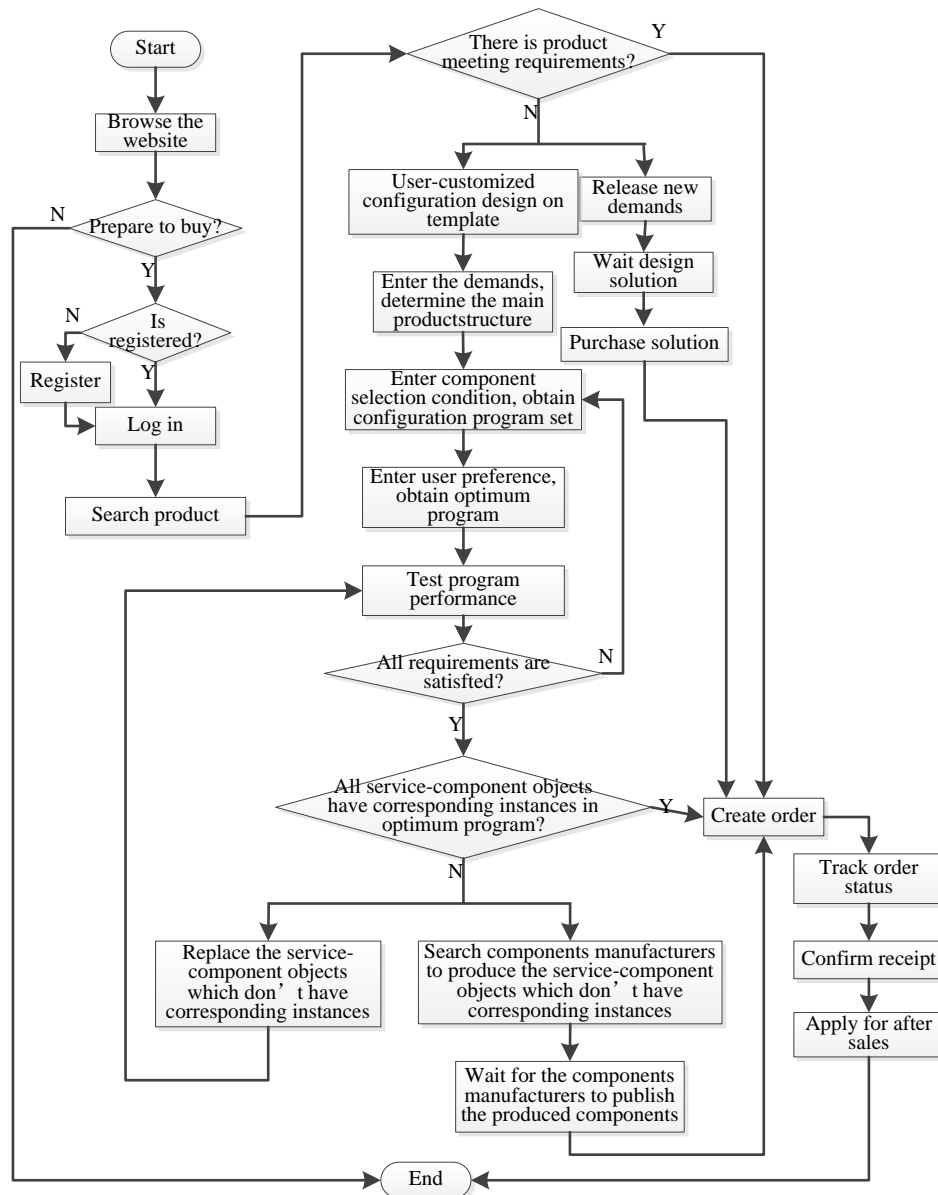 Start
Browse the
website
N
Prepare to buy?
Y
N
Is
registered?
Y
Register
Log in
Search product
There is product
meeting requirements?
Y
N
User-customized
configuration design on
template
Release new
demands
Enter the demands,
determine the main
productstructure
Wait design
solution
Purchase solution
Enter component
selection condition, obtain
configuration program set
Enter user preference,
obtain optimum
program
Test program
performance
All requirements are
satisfted?
N
Y
All service-component objects
have corresponding instances in
optimum program?
Y
N
Create order
Track order
status
Confirm receipt
Apply for after
sales
Replace the service-
component objects
which don’t have
corresponding instances
Search components manufacturers
to produce the service-component
objects which don’t have
corresponding instances
Wait for the components
manufacturers to publish
the produced components
End